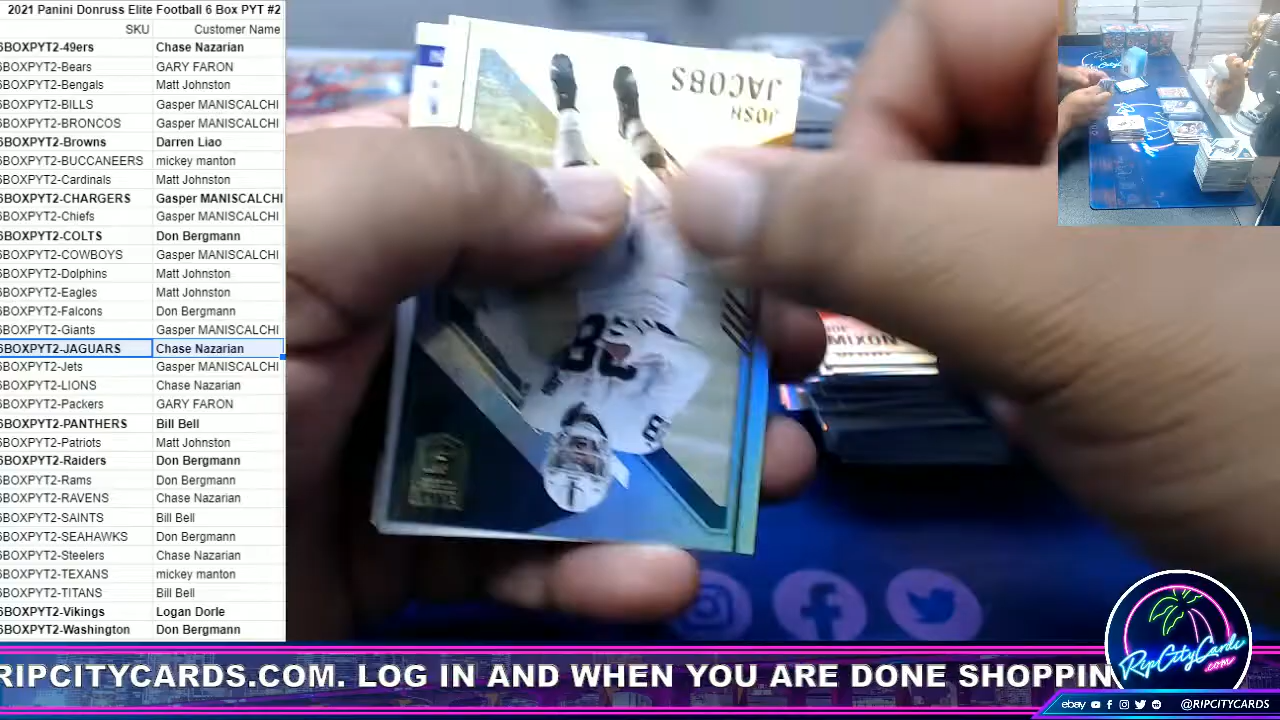 2021 Panini Donruss Elite Football 6 Box PYT #2
SKU Customer Name
6BOXPYT2-49ers Chase Nazarian
6BOXPYT2-Bears GARY FARON
6BOXPYT2-Bengals Matt Johnston
6BOXPYT2-BILLS Gasper MANISCALCHI
6BOXPYT2-BRONCOS Gasper MANISCALCHI
6BOXPYT2-Browns Darren Liao
6BOXPYT2-BUCCANEERS mickey manton
6BOXPYT2-Cardinals Matt Johnston
6BOXPYT2-CHARGERS Gasper MANISCALCHI
6BOXPYT2-Chiefs Gasper MANISCALCHI
6BOXPYT2-COLTS Don Bergmann
6BOXPYT2-COWBOYS Gasper MANISCALCHI
6BOXPYT2-Dolphins Matt Johnston
6BOXPYT2-Eagles Matt Johnston
6BOXPYT2-Falcons Don Bergmann
6BOXPYT2-Giants Gasper MANISCALCHI
6BOXPYT2-JAGUARS Chase Nazarian
6BOXPYT2-Jets Gasper MANISCALCHI
6BOXPYT2-LIONS Chase Nazarian
6BOXPYT2-Packers GARY FARON
6BOXPYT2-PANTHERS Bill Bell
6BOXPYT2-Patriots Matt Johnston
6BOXPYT2-Raiders Don Bergmann
6BOXPYT2-Rams Don Bergmann
6BOXPYT2-RAVENS Chase Nazarian
6BOXPYT2-SAINTS Bill Bell
6BOXPYT2-SEAHAWKS Don Bergmann
6BOXPYT2-Steelers Chase Nazarian
6BOXPYT2-TEXANS mickey manton
6BOXPYT2-TITANS Bill Bell
6BOXPYT2-Vikings Logan Dorle
6BOXPYT2-Washington Don Bergmann
JOSH
JACOBS
JOE
MIXON
RIPCITYCARDS.COM. LOG IN AND WHEN YOU ARE DONE SHOPPIN
RipCityCards
.com
ebay @RIPCITYCARDS